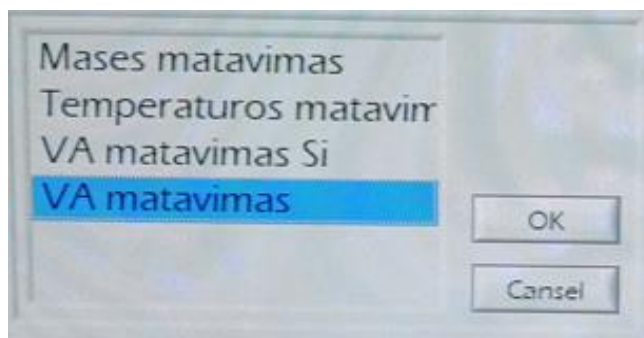 Mases matavimas
Temperaturos matavim
VA matavimas Si
VA matavimas
OK
Cansel